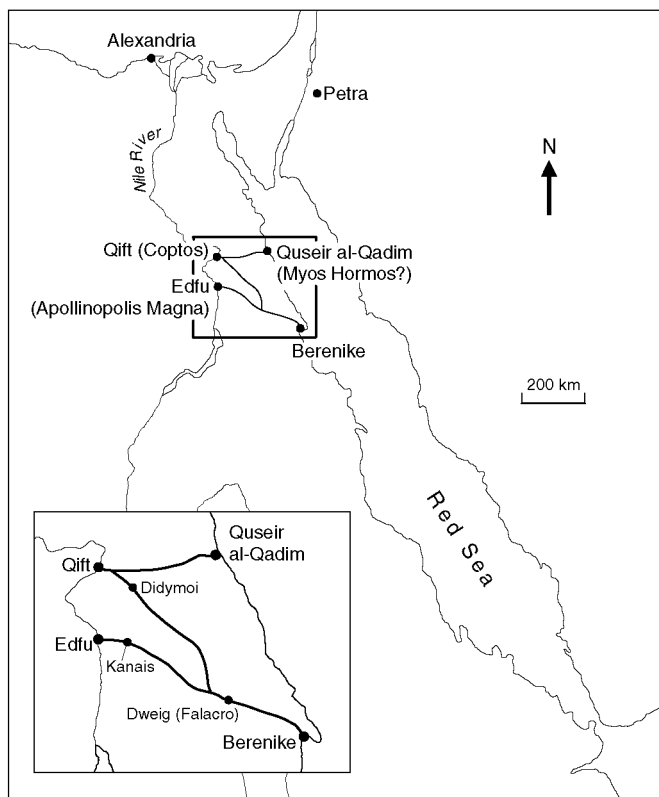 Alexandria
Petra
Nile River
N
Qift (Coptos)
Quseir al-Qadim
(Myos Hormos?)
Edfu
(Apollinopolis Magna)
Berenike
200 km
Red Sea
Quseir
al-Qadim
Qift
Didymoi
Edfu
Kanais
Dweig (Falacro)
Berenike